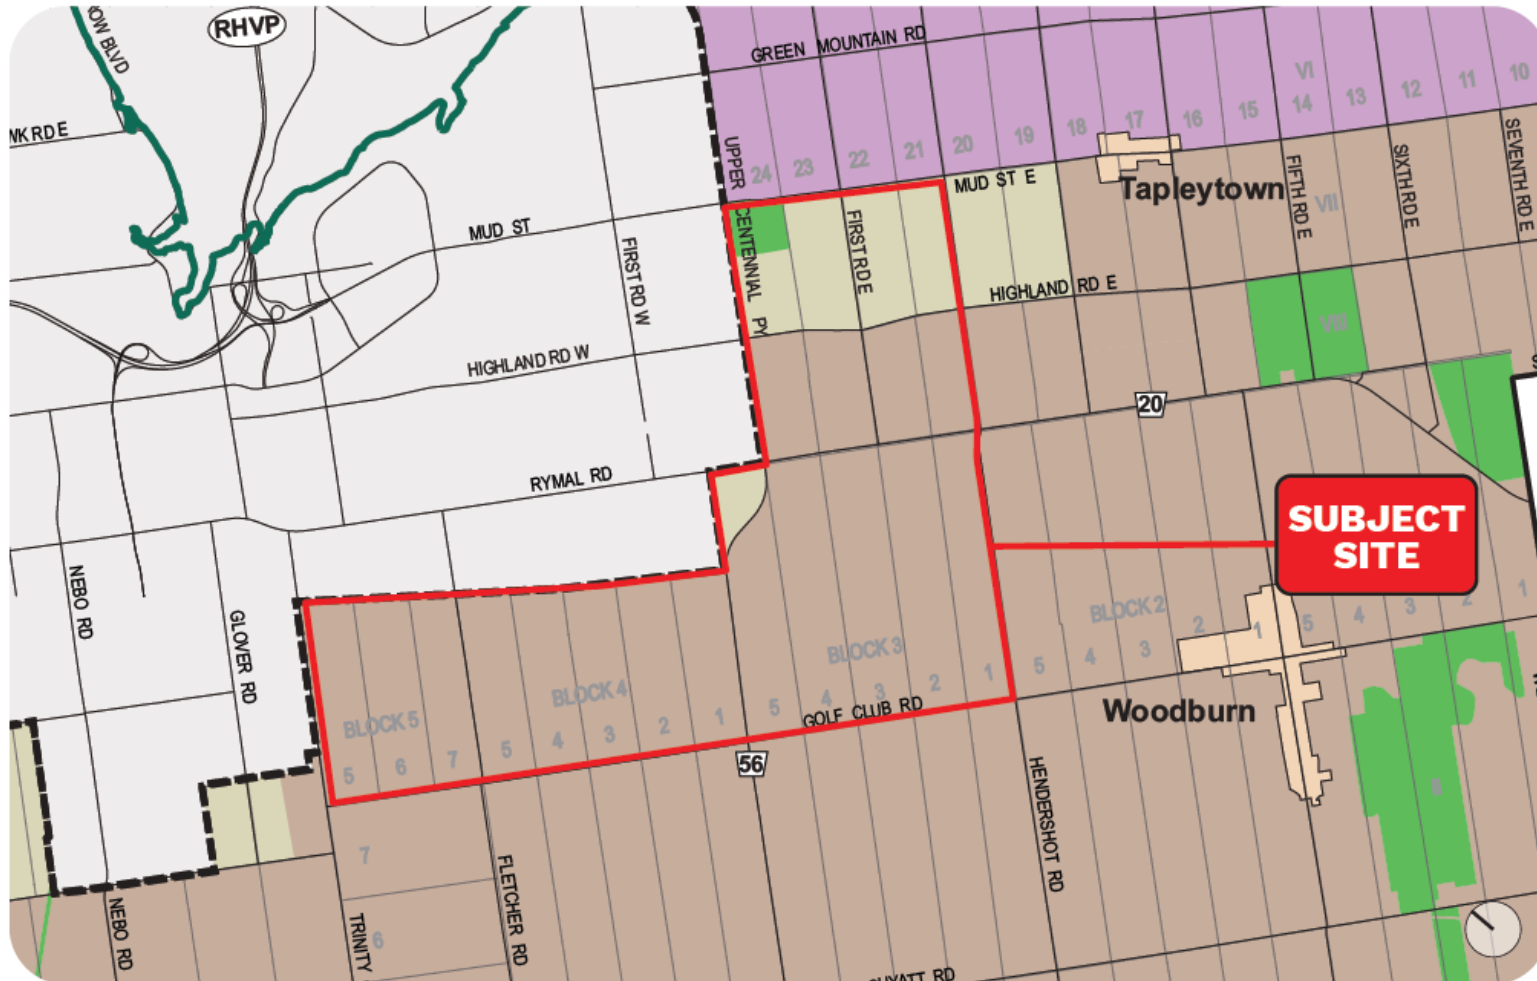 RHVP
GREEN MOUNTAIN RD
VI
10
11
12
13
14
15
16
17
18
19
20
21
22
23
24
UPPER
CENTENNIAL PY
MUD ST E
Tapleytown
FIFTH RD E
VII
SIXTH RD E
SEVENTH RD E
MUD ST
FIRST RD W
FIRST RD E
HIGHLAND RD E
VIII
HIGHLAND RD W
20
RYMAL RD
SUBJECT
SITE
NEBO RD
GLOVER RD
BLOCK 2
1
2
3
4
5
1
2
3
4
5
BLOCK 3
1
2
3
4
5
BLOCK 4
1
2
3
4
5
BLOCK 5
7
6
5
GOLF CLUB RD
Woodburn
56
HENDERSHOT RD
7
6
FLETCHER RD
TRINITY
NEBO RD